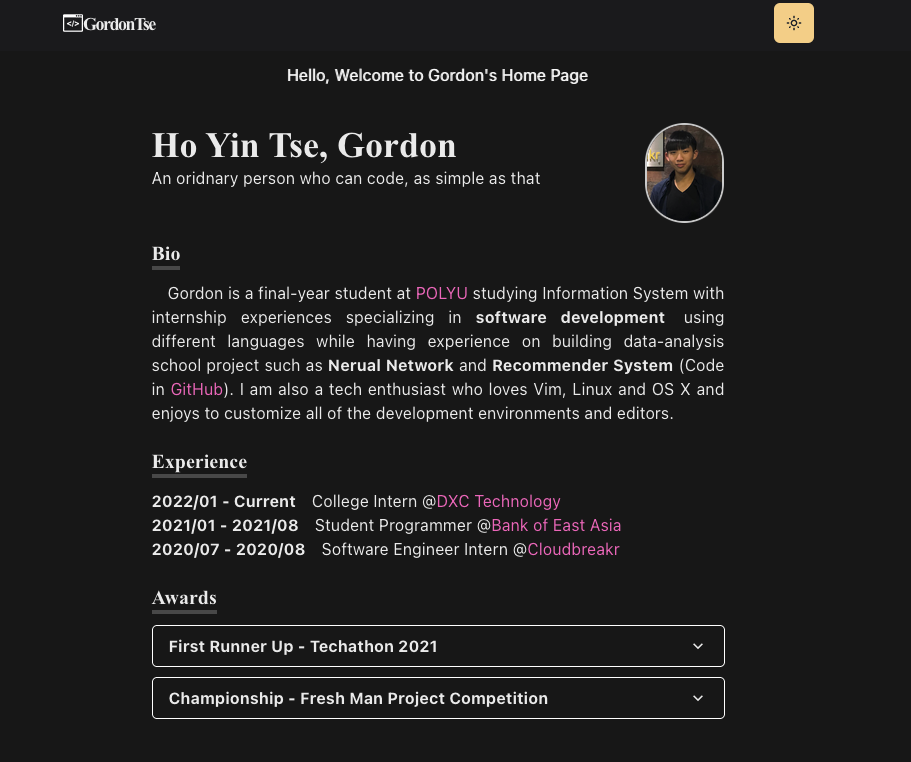 </>GordonTse
Hello, Welcome to Gordon's Home Page
Ho Yin Tse, Gordon
An oridnary person who can code, as simple as that
kr
Bio
Gordon is a final-year student at POLYU studying Information System with
internship experiences specializing in software development using
different languages while having experience on building data-analysis
school project such as Nerual Network and Recommender System (Code
in GitHub). I am also a tech enthusiast who loves Vim, Linux and OS X and
enjoys to customize all of the development environments and editors.
Experience
2022/01 - Current College Intern @DXC Technology
2021/01 - 2021/08 Student Programmer @Bank of East Asia
2020/07 - 2020/08 Software Engineer Intern @Cloudbreakr
Awards
First Runner Up - Techathon 2021
Championship - Fresh Man Project Competition